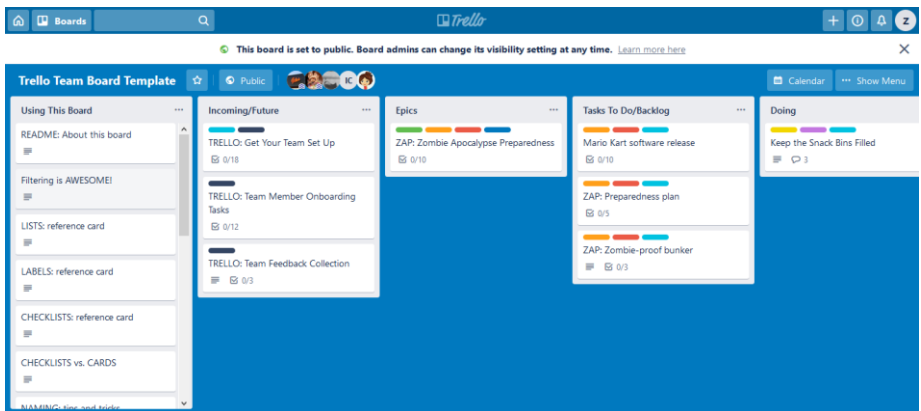 Boards
Trello
Z
This board is set to public. Board admins can change its visibility setting at any time. Learn more here
Trello Team Board Template
Public
IC
Calendar
Show Menu
Using This Board
README: About this board
Filtering is AWESOME!
LISTS: reference card
LABELS: reference card
CHECKLISTS: reference card
CHECKLISTS vs. CARDS
NAMING: tips and tricks
Incoming/Future
TRELLO: Get Your Team Set Up
0/18
TRELLO: Team Member Onboarding
Tasks
0/12
TRELLO: Team Feedback Collection
0/3
Epics
ZAP: Zombie Apocalypse Preparedness
0/10
Tasks To Do/Backlog
Mario Kart software release
0/10
ZAP: Preparedness plan
0/5
ZAP: Zombie-proof bunker
0/3
Doing
Keep the Snack Bins Filled
3